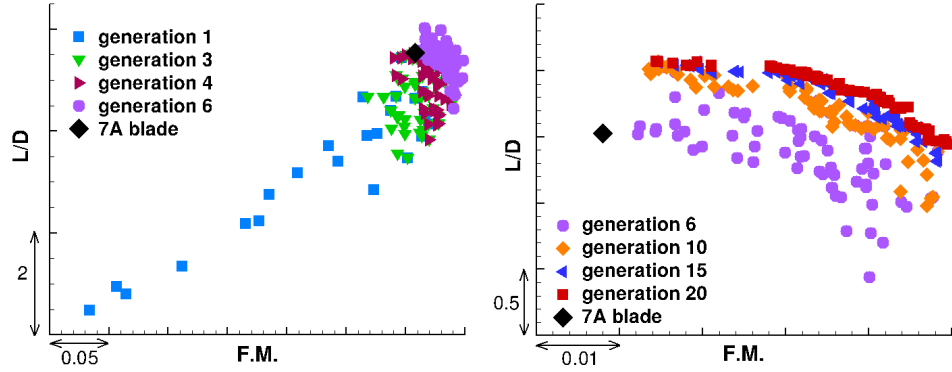 generation 1
generation 3
generation 4
generation 6
7A blade
L/D
2
0.05
F.M.
L/D
generation 6
generation 10
generation 15
generation 20
7A blade
0.5
0.01
F.M.